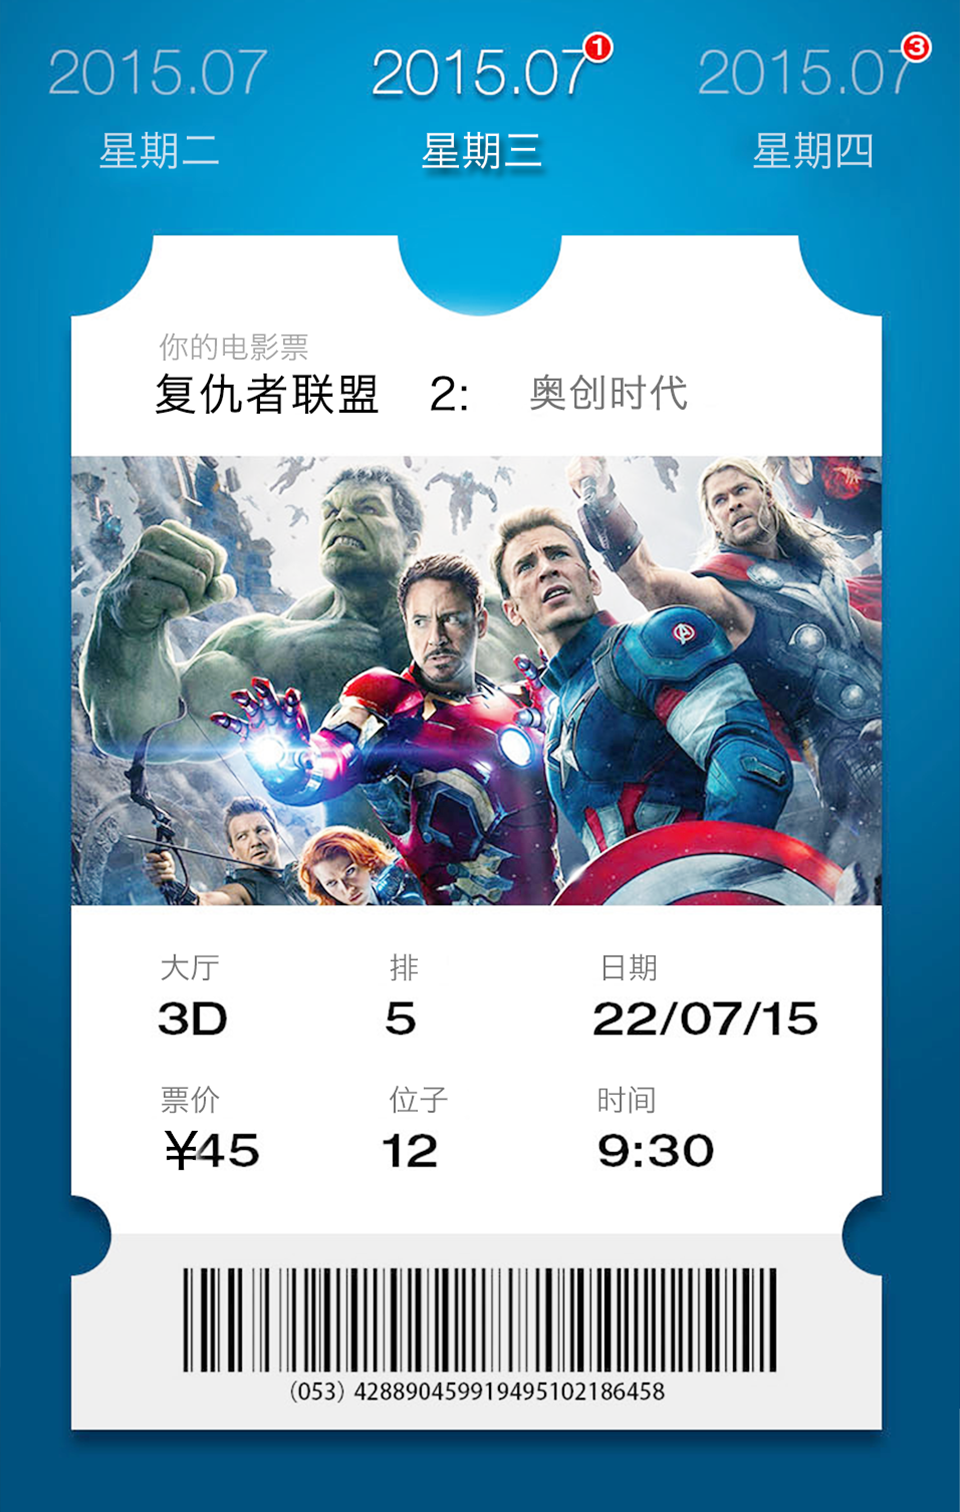 2015.07 2015.07 1 2015.07 3
星期二 星期三 星期四
你的电影票
复仇者联盟 2: 奥创时代
大厅 排 日期
3D 5 22/07/15
票价 位子 时间
¥45 12 9:30
(053) 428890459919495102186458